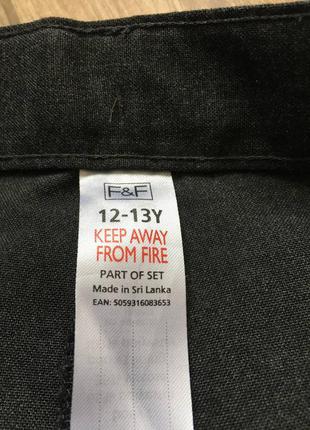 F&F
12-13Y
KEEP AWAY
FROM FIRE
PART OF SET
Made in Sri Lanka
EAN: 5059316083653